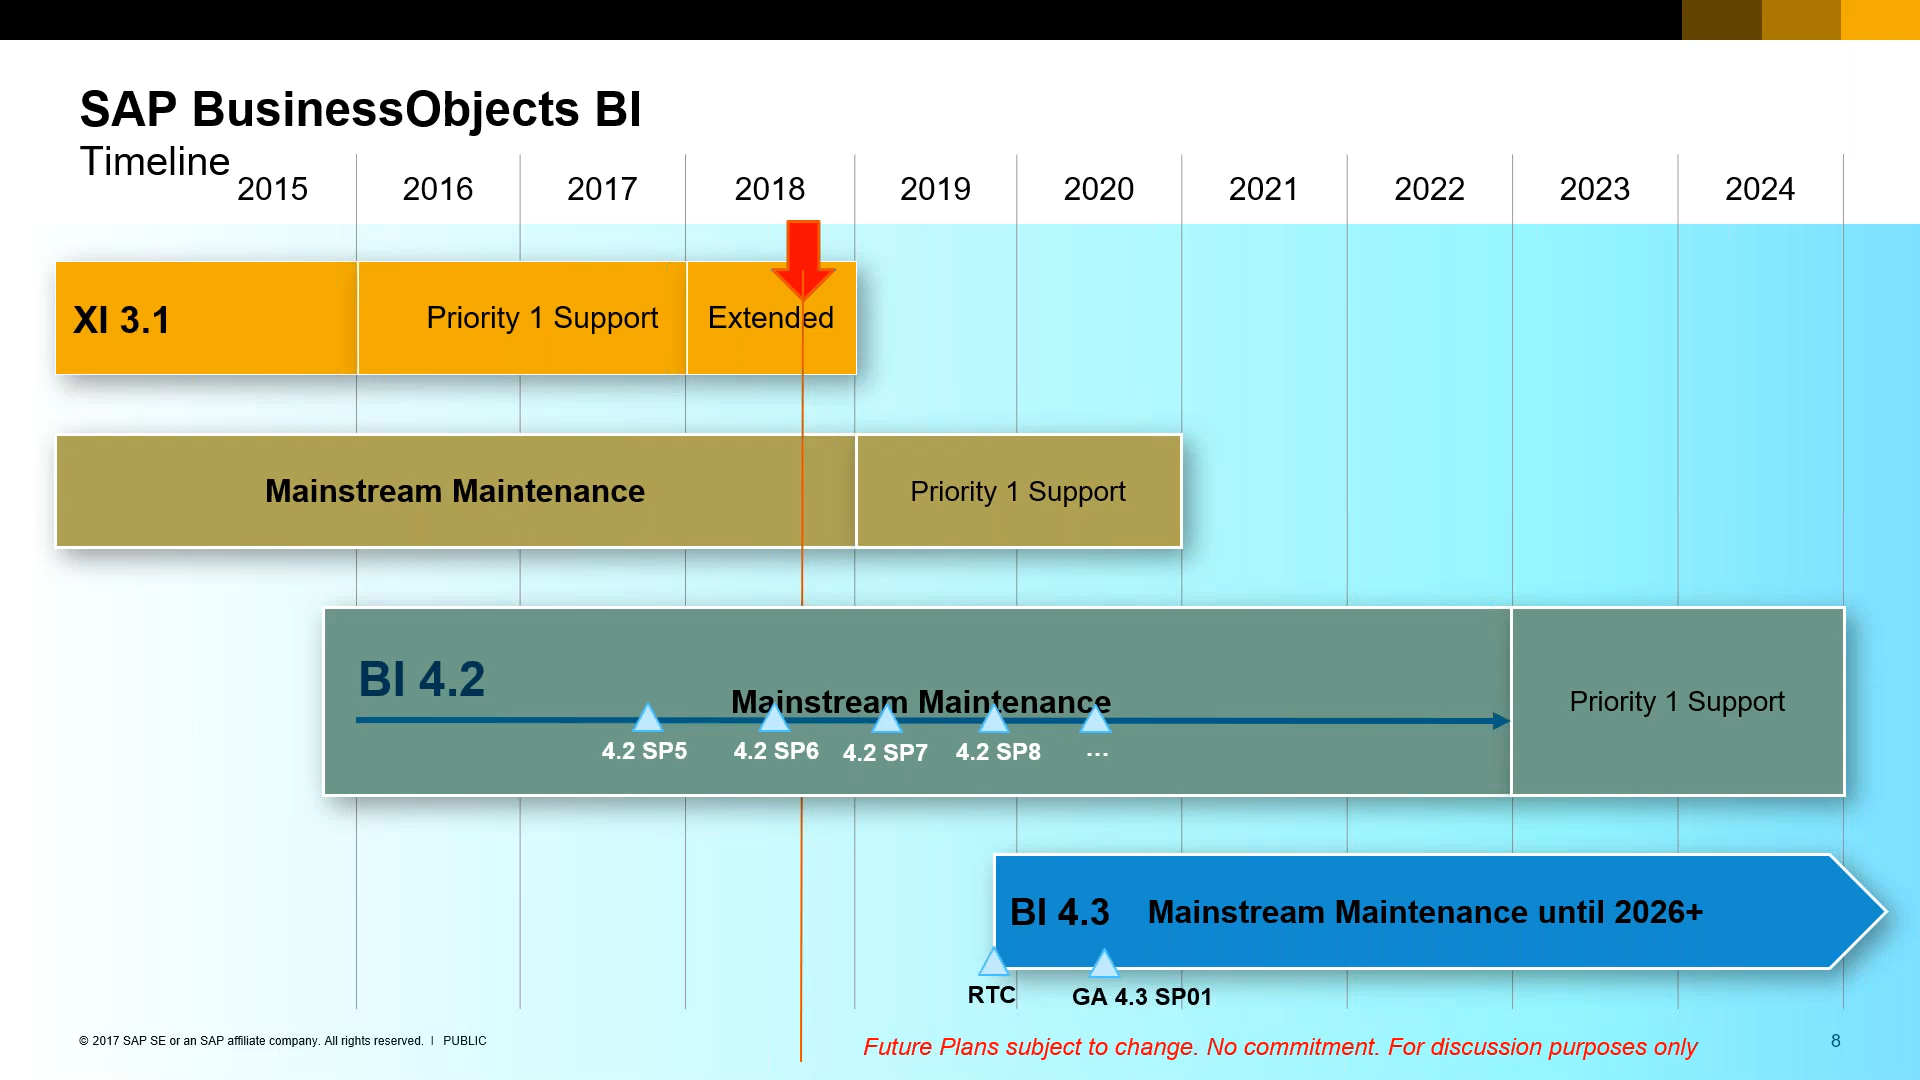 SAP BusinessObjects BI
Timeline
2015 2016 2017 2018 2019 2020 2021 2022 2023 2024
XI 3.1 Priority 1 Support Extended
Mainstream Maintenance Priority 1 Support
BI 4.2
Mainstream Maintenance Priority 1 Support
4.2 SP5 4.2 SP6 4.2 SP7 4.2 SP8 ...
BI 4.3 Mainstream Maintenance until 2026+
RTC GA 4.3 SP01
© 2017 SAP SE or an SAP affiliate company. All rights reserved. I PUBLIC
Future Plans subject to change. No commitment. For discussion purposes only
8